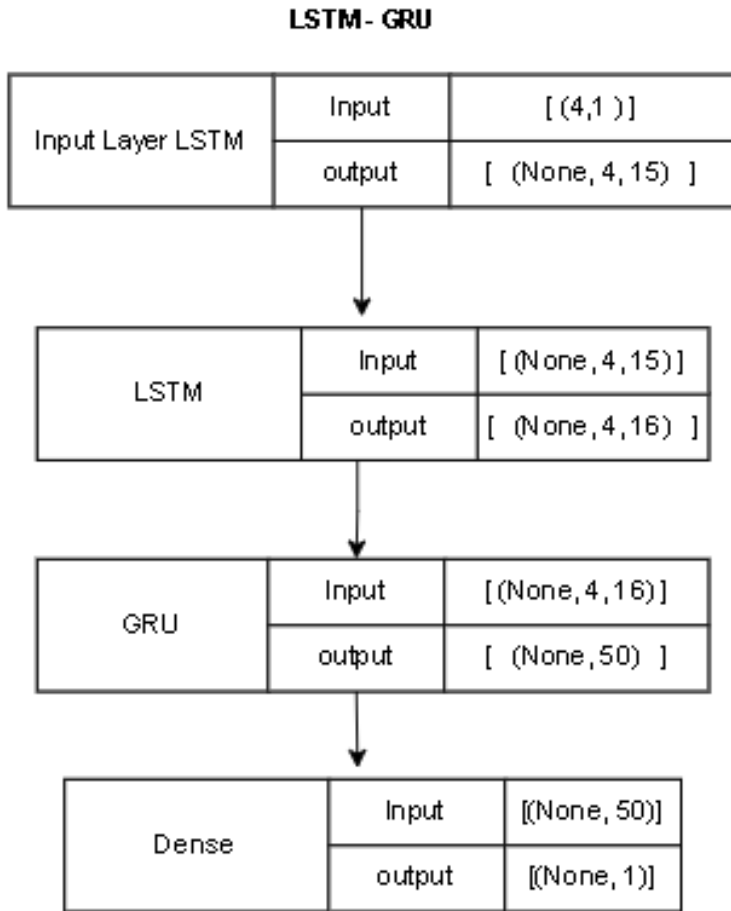 LSTM - GRU
Input Layer LSTM
Input
[ (4,1 ) ]
output
[ (None, 4, 15) ]
LSTM
Input
[ (None, 4, 15) ]
output
[ (None, 4, 16) ]
GRU
Input
[ (None, 4, 16) ]
output
[ (None, 50) ]
Dense
Input
[(None, 50)]
output
[(None, 1)]